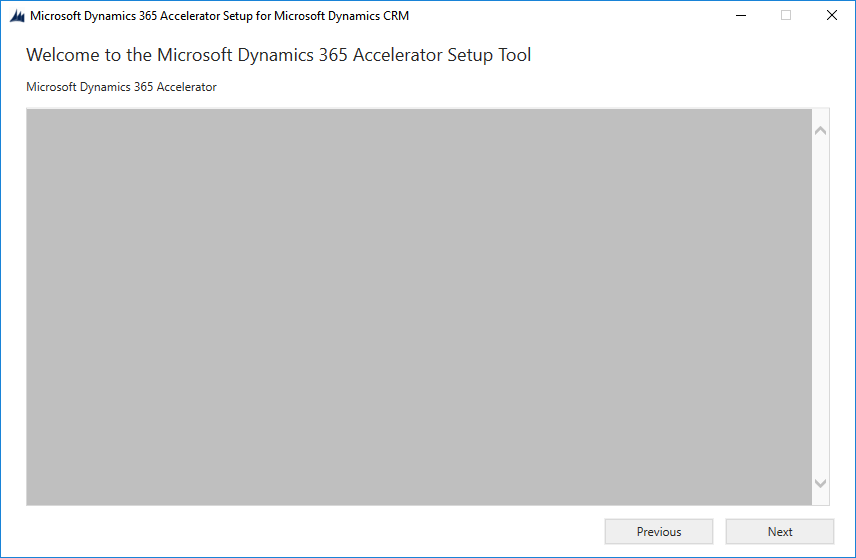 Microsoft Dynamics 365 Accelerator Setup for Microsoft Dynamics CRM
Welcome to the Microsoft Dynamics 365 Accelerator Setup Tool
Microsoft Dynamics 365 Accelerator
Previous
Next